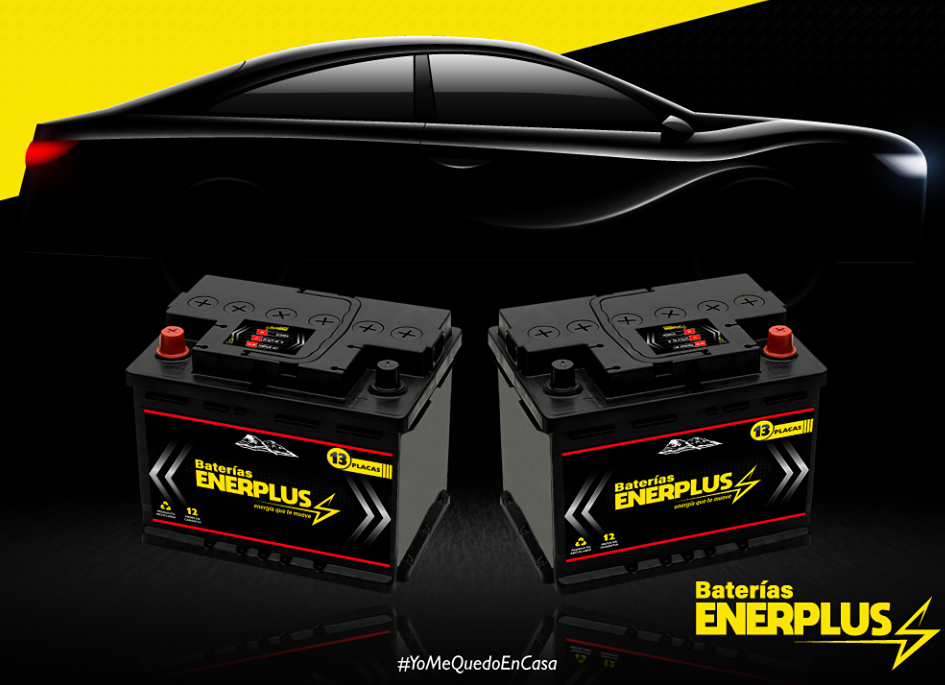 13 PLACAS
Baterías
ENERPLUS
energía que te mueve
12
13 PLACAS
Baterías
ENERPLUS
energía que te mueve
12
Baterías
ENERPLUS
#YoMeQuedoEnCasa